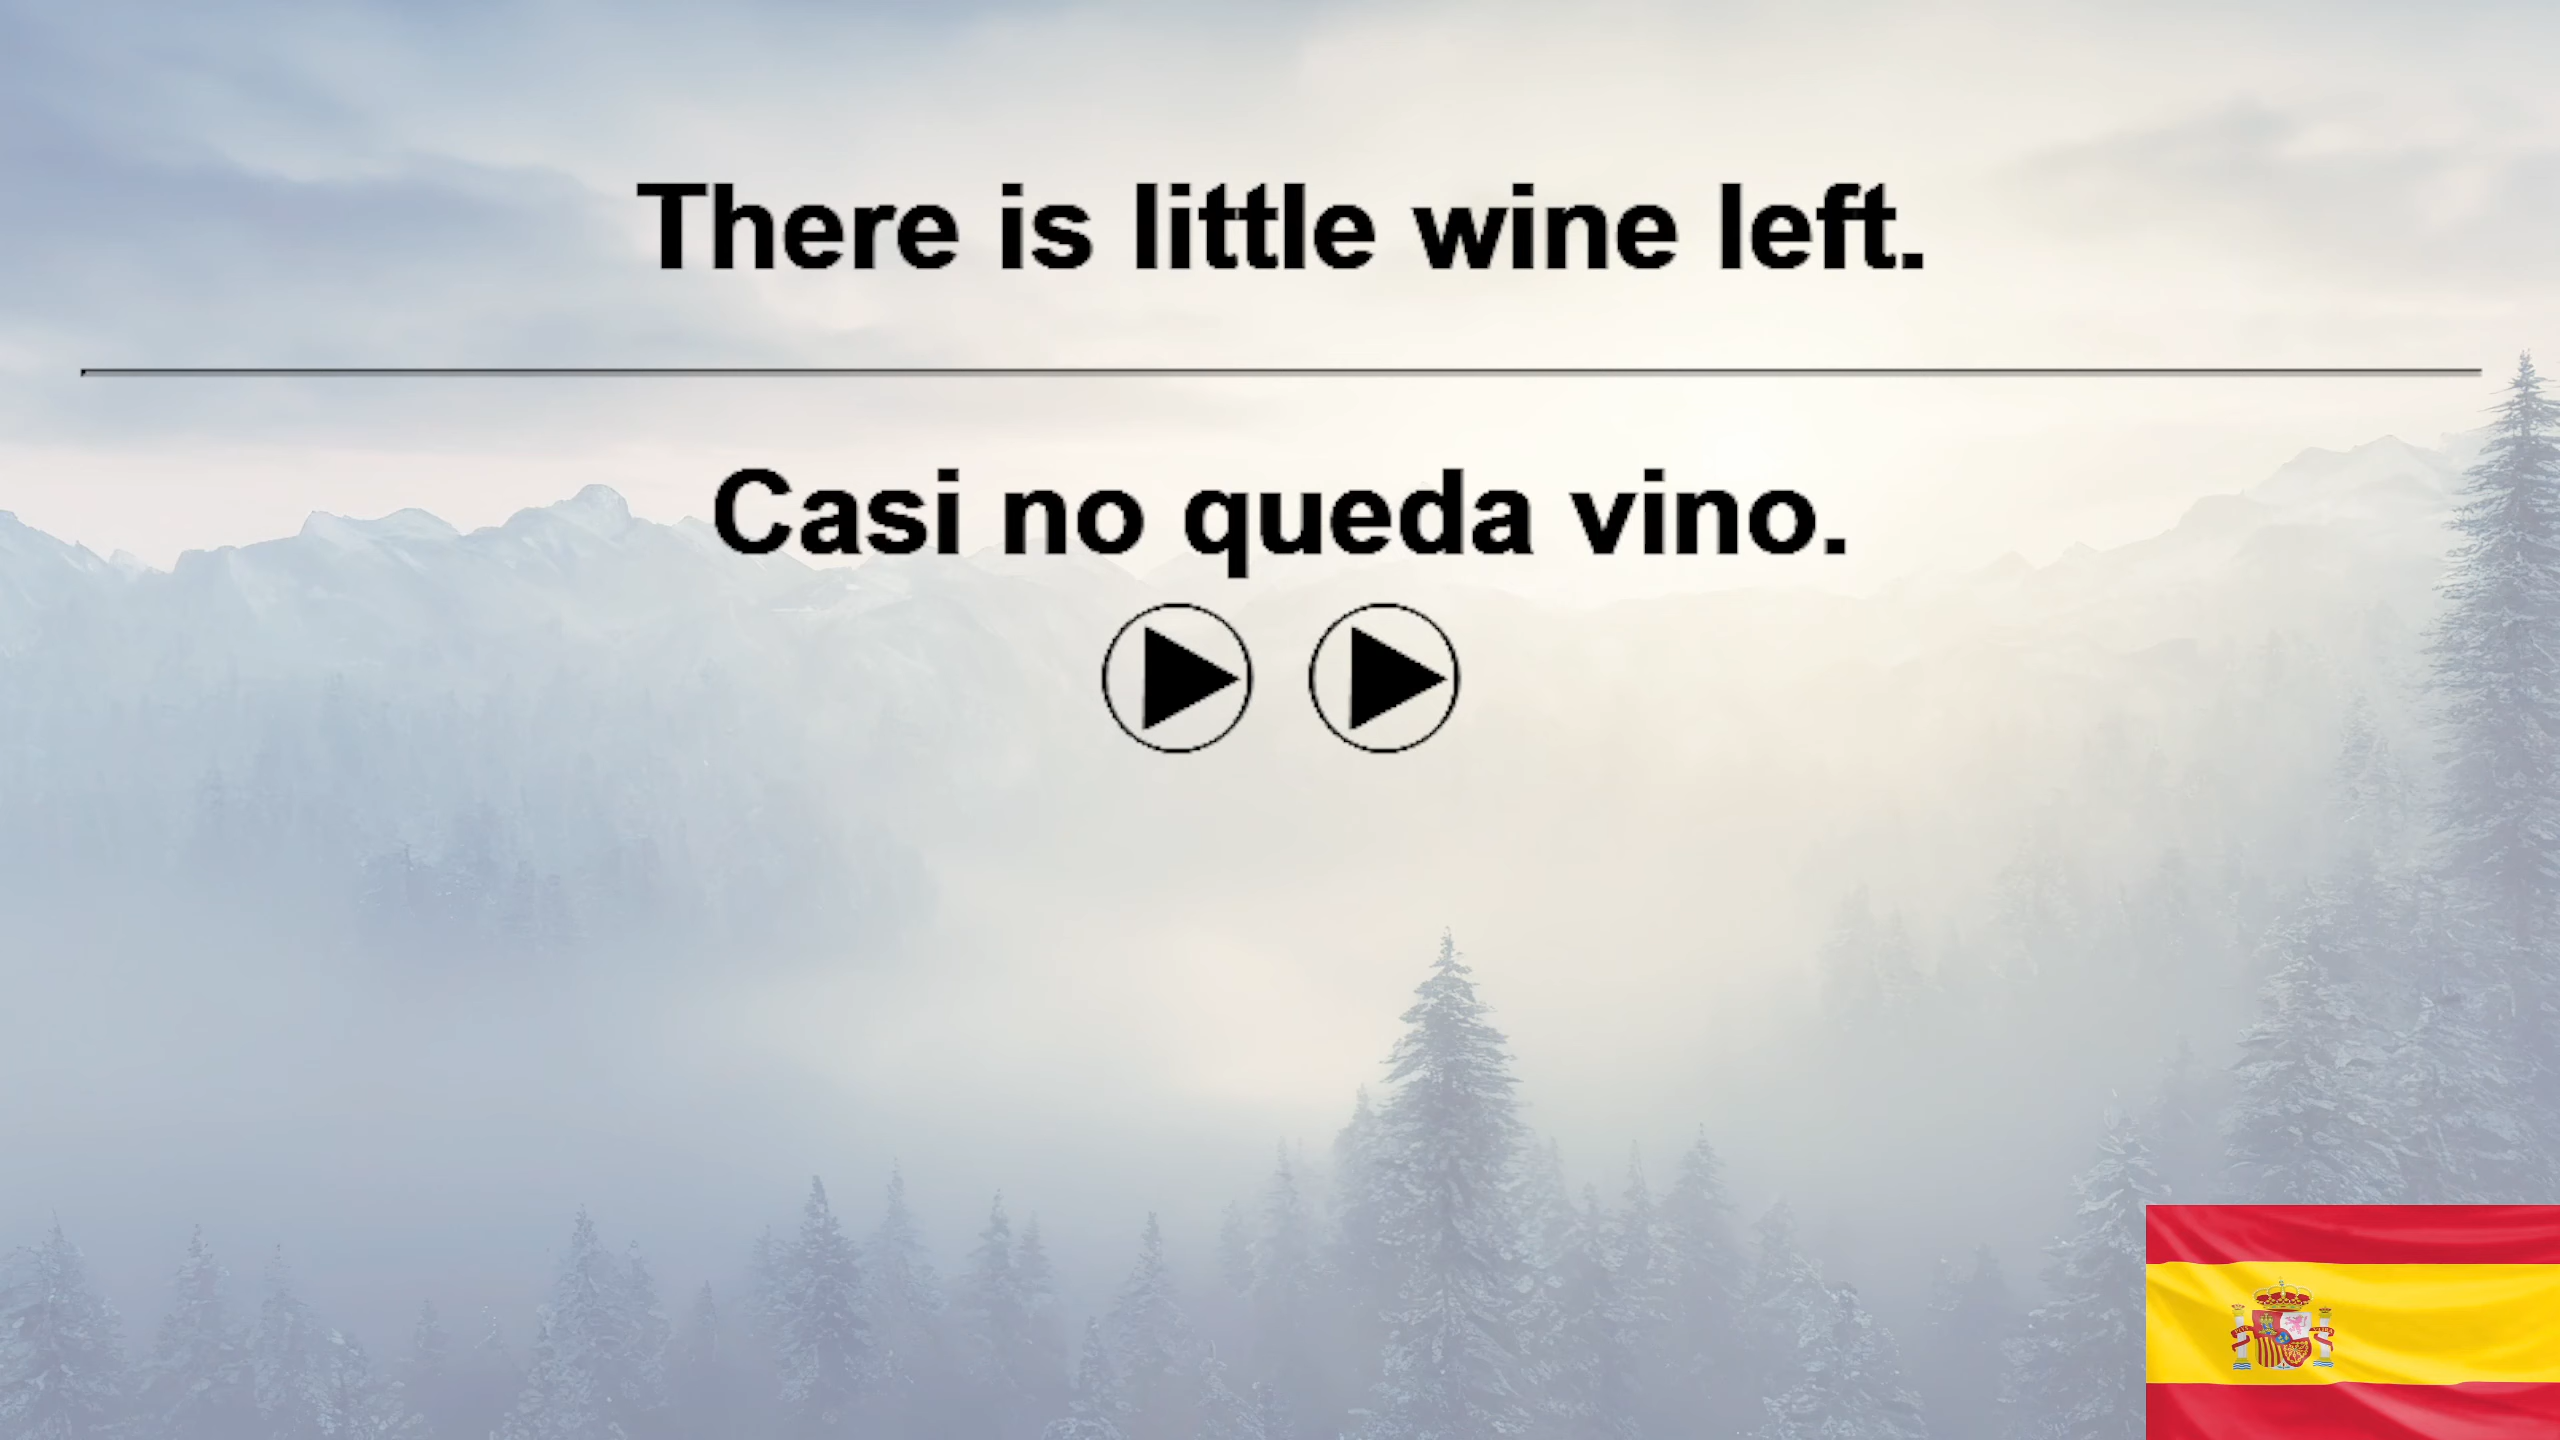 There is little wine left.
Casi no queda vino.